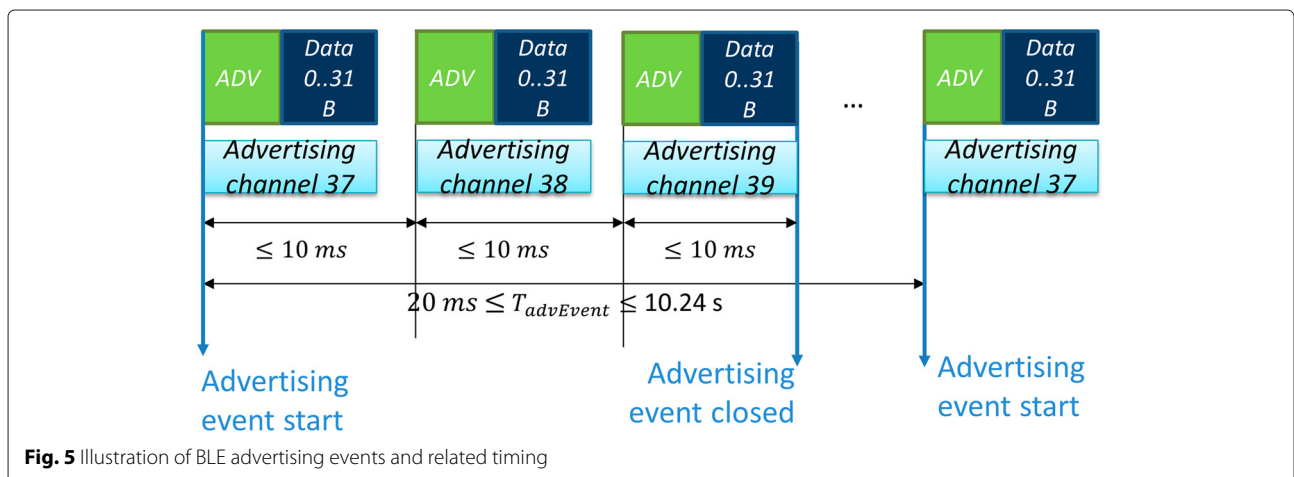 ADV Data 0..31 B ADV Data 0..31 B ADV Data 0..31 B ... ADV Data 0..31 B
Advertising channel 37 Advertising channel 38 Advertising channel 39 Advertising channel 37
≤ 10 ms ≤ 10 ms ≤ 10 ms
20 ms ≤ T_advEvent ≤ 10.24 s
Advertising event start
Advertising event closed
Advertising event start
Fig. 5 Illustration of BLE advertising events and related timing